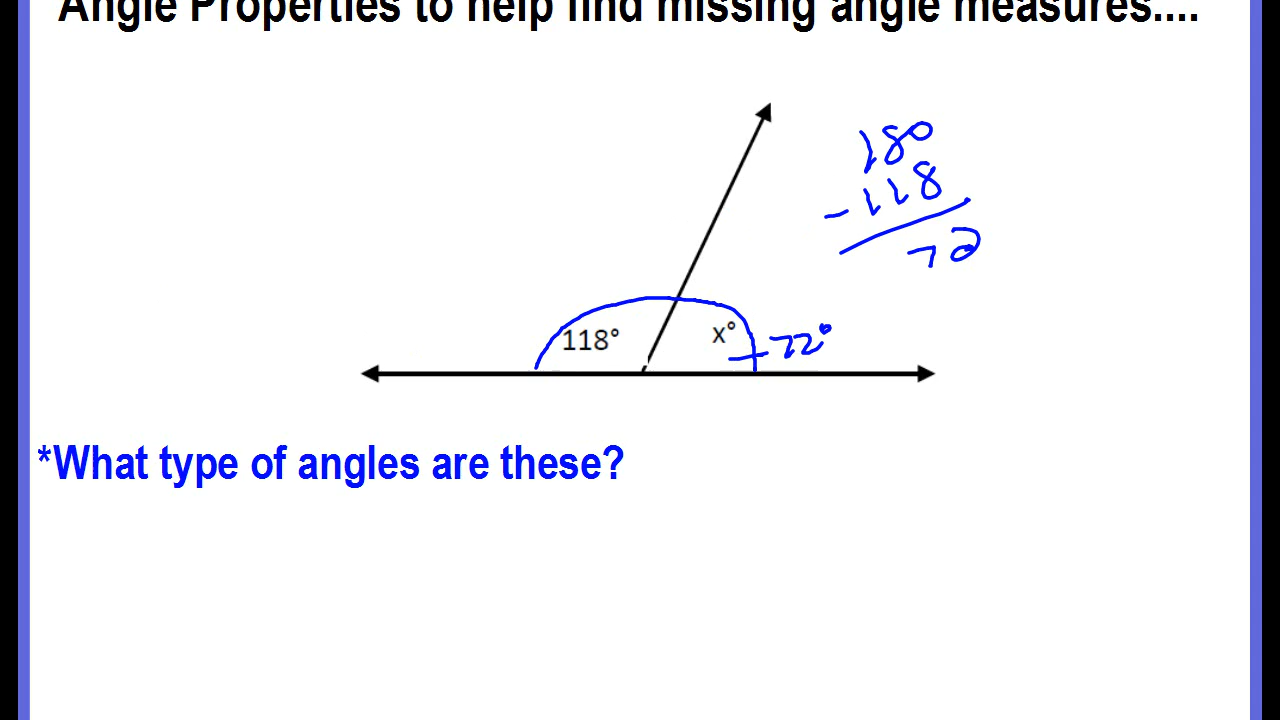 Angle Properties to help find missing angle measures....
180
-118
72
118°
x°
72°
*What type of angles are these?